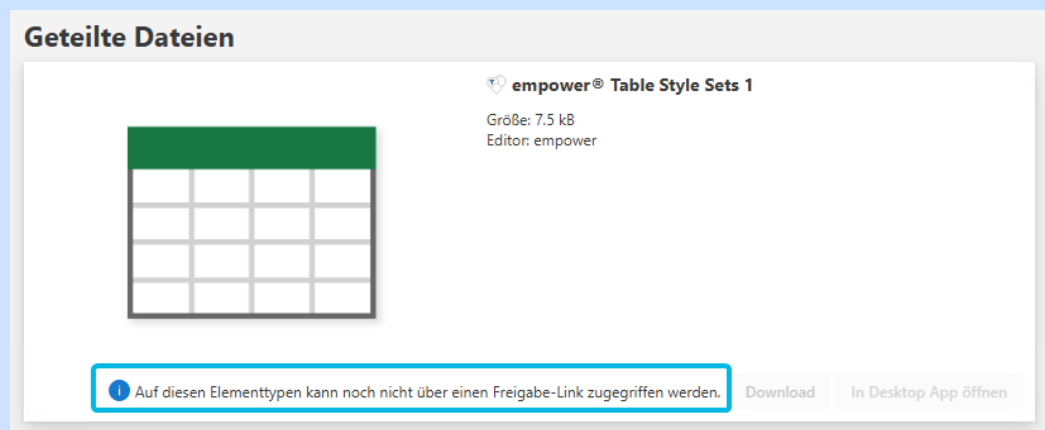 Geteilte Dateien
empower® Table Style Sets 1
Größe: 7.5 kB
Editor: empower
Auf diesen Elementtypen kann noch nicht über einen Freigabe-Link zugegriffen werden.
Download
In Desktop App öffnen